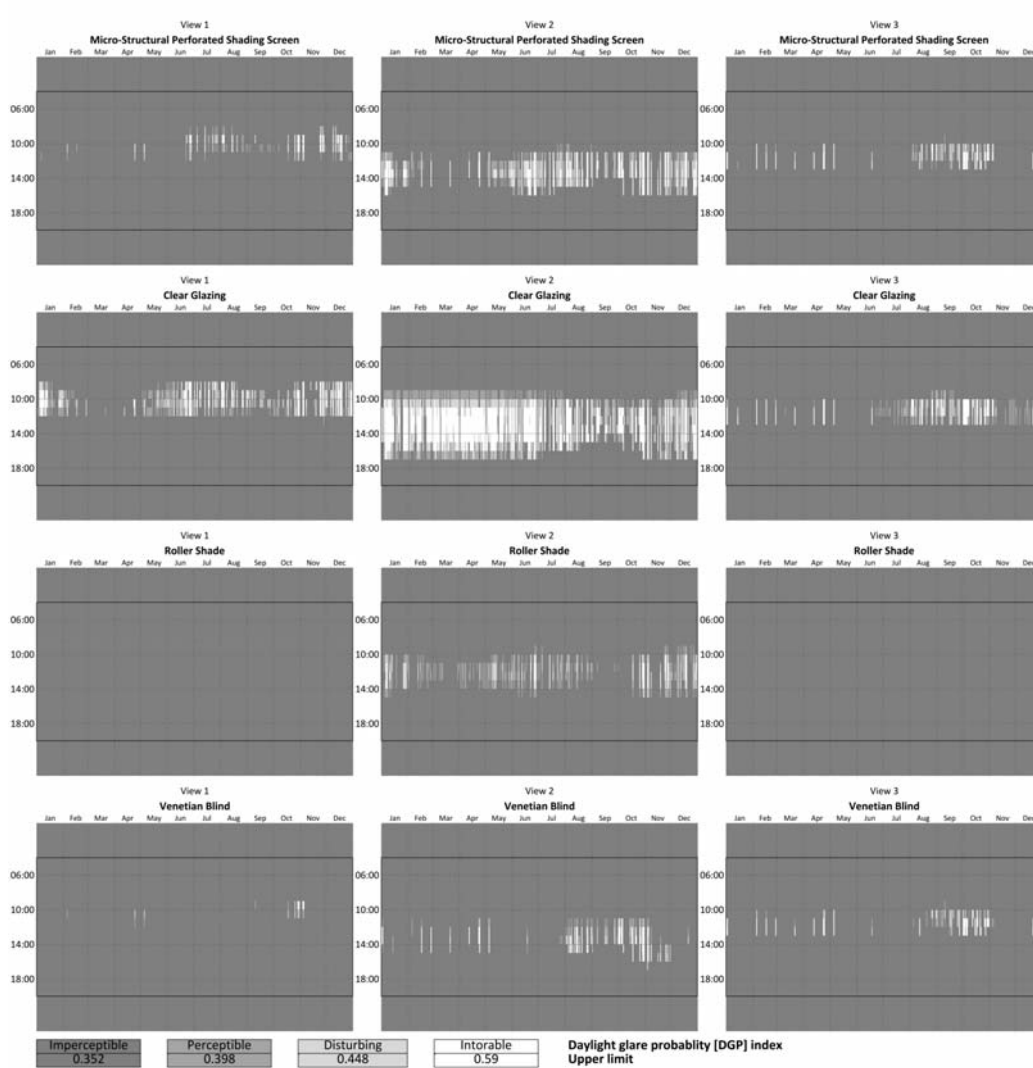 View 1 View 2 View 3
Micro-Structural Perforated Shading Screen Micro-Structural Perforated Shading Screen Micro-Structural Perforated Shading Screen
Jan Feb Mar Apr May Jun Jul Aug Sep Oct Nov Dec Jan Feb Mar Apr May Jun Jul Aug Sep Oct Nov Dec Jan Feb Mar Apr May Jun Jul Aug Sep Oct Nov Dec
06:00 06:00 06:00
10:00 10:00 10:00
14:00 14:00 14:00
18:00 18:00 18:00
View 1 View 2 View 3
Clear Glazing Clear Glazing Clear Glazing
Jan Feb Mar Apr May Jun Jul Aug Sep Oct Nov Dec Jan Feb Mar Apr May Jun Jul Aug Sep Oct Nov Dec Jan Feb Mar Apr May Jun Jul Aug Sep Oct Nov Dec
06:00 06:00 06:00
10:00 10:00 10:00
14:00 14:00 14:00
18:00 18:00 18:00
View 1 View 2 View 3
Roller Shade Roller Shade Roller Shade
Jan Feb Mar Apr May Jun Jul Aug Sep Oct Nov Dec Jan Feb Mar Apr May Jun Jul Aug Sep Oct Nov Dec Jan Feb Mar Apr May Jun Jul Aug Sep Oct Nov Dec
06:00 06:00 06:00
10:00 10:00 10:00
14:00 14:00 14:00
18:00 18:00 18:00
View 1 View 2 View 3
Venetian Blind Venetian Blind Venetian Blind
Jan Feb Mar Apr May Jun Jul Aug Sep Oct Nov Dec Jan Feb Mar Apr May Jun Jul Aug Sep Oct Nov Dec Jan Feb Mar Apr May Jun Jul Aug Sep Oct Nov Dec
06:00 06:00 06:00
10:00 10:00 10:00
14:00 14:00 14:00
18:00 18:00 18:00
Imperceptible Perceptible Disturbing Intorable Daylight glare probablity [DGP] index
0.352 0.398 0.448 0.59 Upper limit